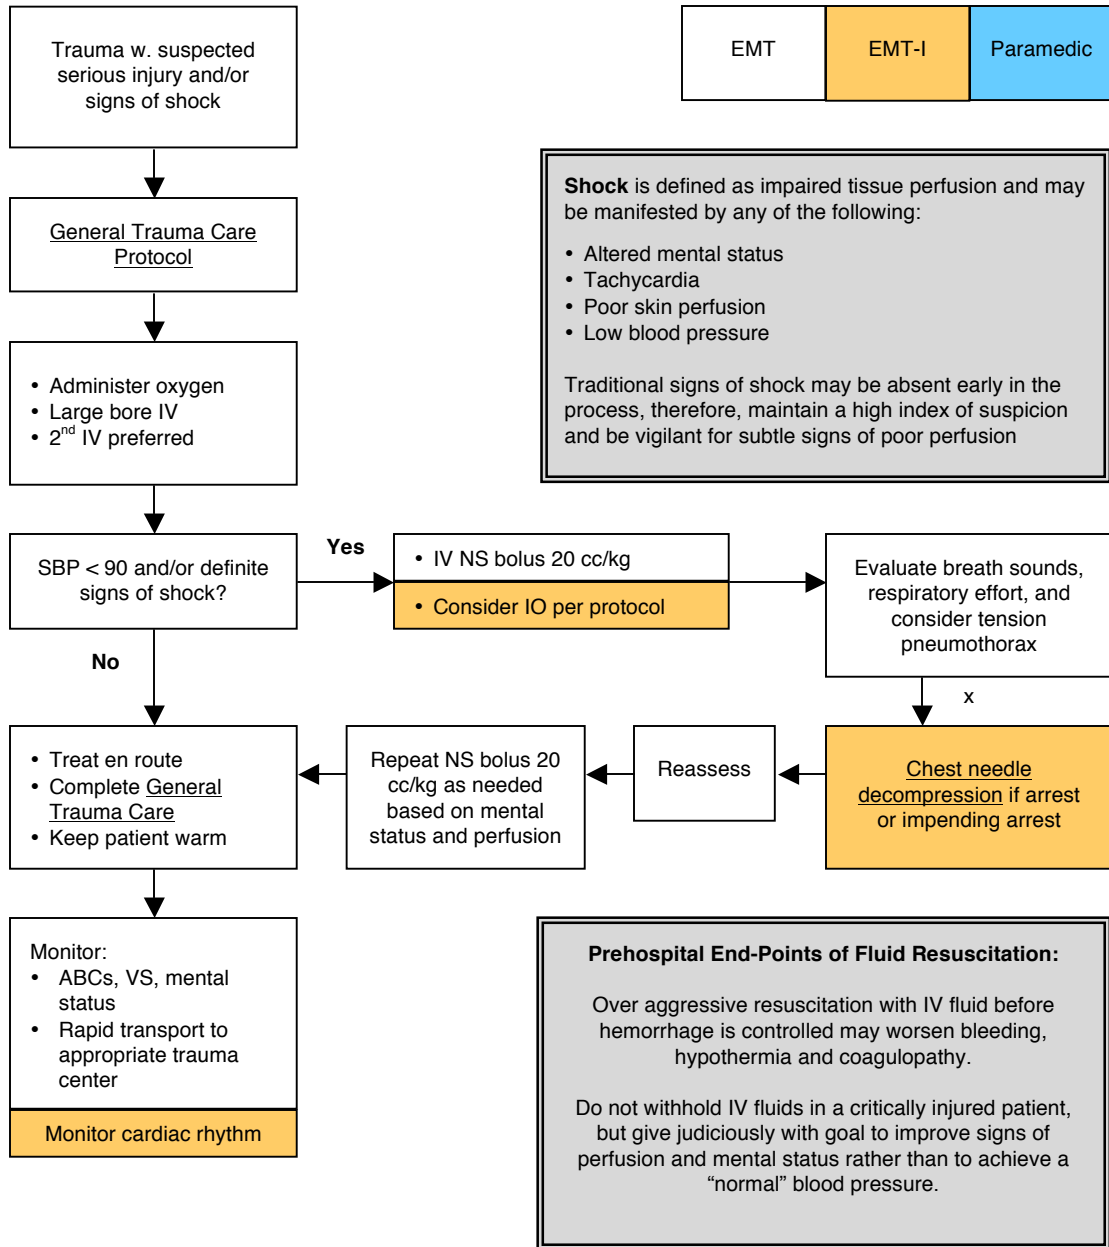 Trauma w. suspected
serious injury and/or
signs of shock
EMT
EMT-I
Paramedic
General Trauma Care
Protocol
Shock is defined as impaired tissue perfusion and may
be manifested by any of the following:
• Altered mental status
• Tachycardia
• Poor skin perfusion
• Low blood pressure
Traditional signs of shock may be absent early in the
process, therefore, maintain a high index of suspicion
and be vigilant for subtle signs of poor perfusion
• Administer oxygen
• Large bore IV
• 2nd IV preferred
SBP < 90 and/or definite
signs of shock?
Yes
• IV NS bolus 20 cc/kg
• Consider IO per protocol
Evaluate breath sounds,
respiratory effort, and
consider tension
pneumothorax
No
x
Chest needle
decompression if arrest
or impending arrest
Reassess
Repeat NS bolus 20
cc/kg as needed
based on mental
status and perfusion
• Treat en route
• Complete General
Trauma Care
• Keep patient warm
Monitor:
• ABCs, VS, mental
status
• Rapid transport to
appropriate trauma
center
Monitor cardiac rhythm
Prehospital End-Points of Fluid Resuscitation:
Over aggressive resuscitation with IV fluid before
hemorrhage is controlled may worsen bleeding,
hypothermia and coagulopathy.
Do not withhold IV fluids in a critically injured patient,
but give judiciously with goal to improve signs of
perfusion and mental status rather than to achieve a
“normal” blood pressure.